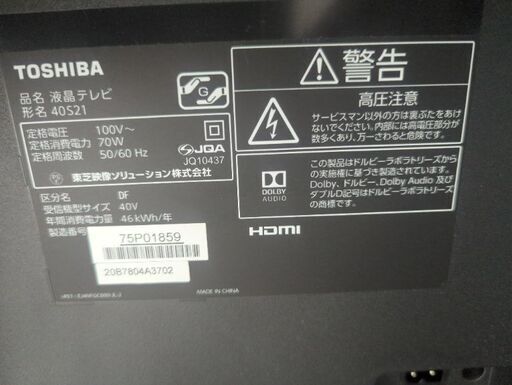 TOSHIBA
品名 液晶テレビ
形名 40S21
G
定格電圧 100V～
定格消費電力 70W
定格周波数 50/60 Hz
JQA
JQ10437
東芝映像ソリューション株式会社
区分名 DF
受信機型サイズ 40V
年間消費電力量 46kWh/年
製造番号
75P01859
20B7804A3702
MADE IN CHINA
警告
高圧注意
サービスマン以外の方は裏ぶたをあけ
ないでください。内部には高電圧部分が
数多くあり、万一さわると危険です。
DOLBY
AUDIO
この製品はドルビーラボラトリーズから
の実施権に基づき製造されています。
Dolby、ドルビー、Dolby Audio 及び
ダブルD記号はドルビーラボラトリーズ
の商標です。
HDMI